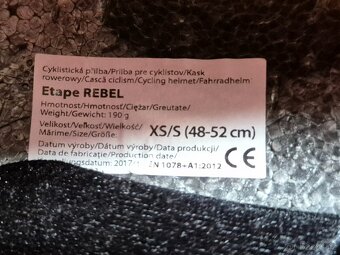 Cyklistická přilba/Prilba pre cyklistov/Kask
rowerowy/Cască ciclism/Cycling helmet/Fahrradhelm
Etape REBEL
Hmotnost/Hmotnosť/Ciężar/Greutate/
Weight/Gewicht: 190 g
Velikost/Veľkosť/Wielkość/
Mărime/Size/Größe: XS/S (48-52 cm)
Datum výroby/Dátum výroby/Data produkcji/
Data de fabricație/Production date/
2017/ EN 1078+A1:2012
CE